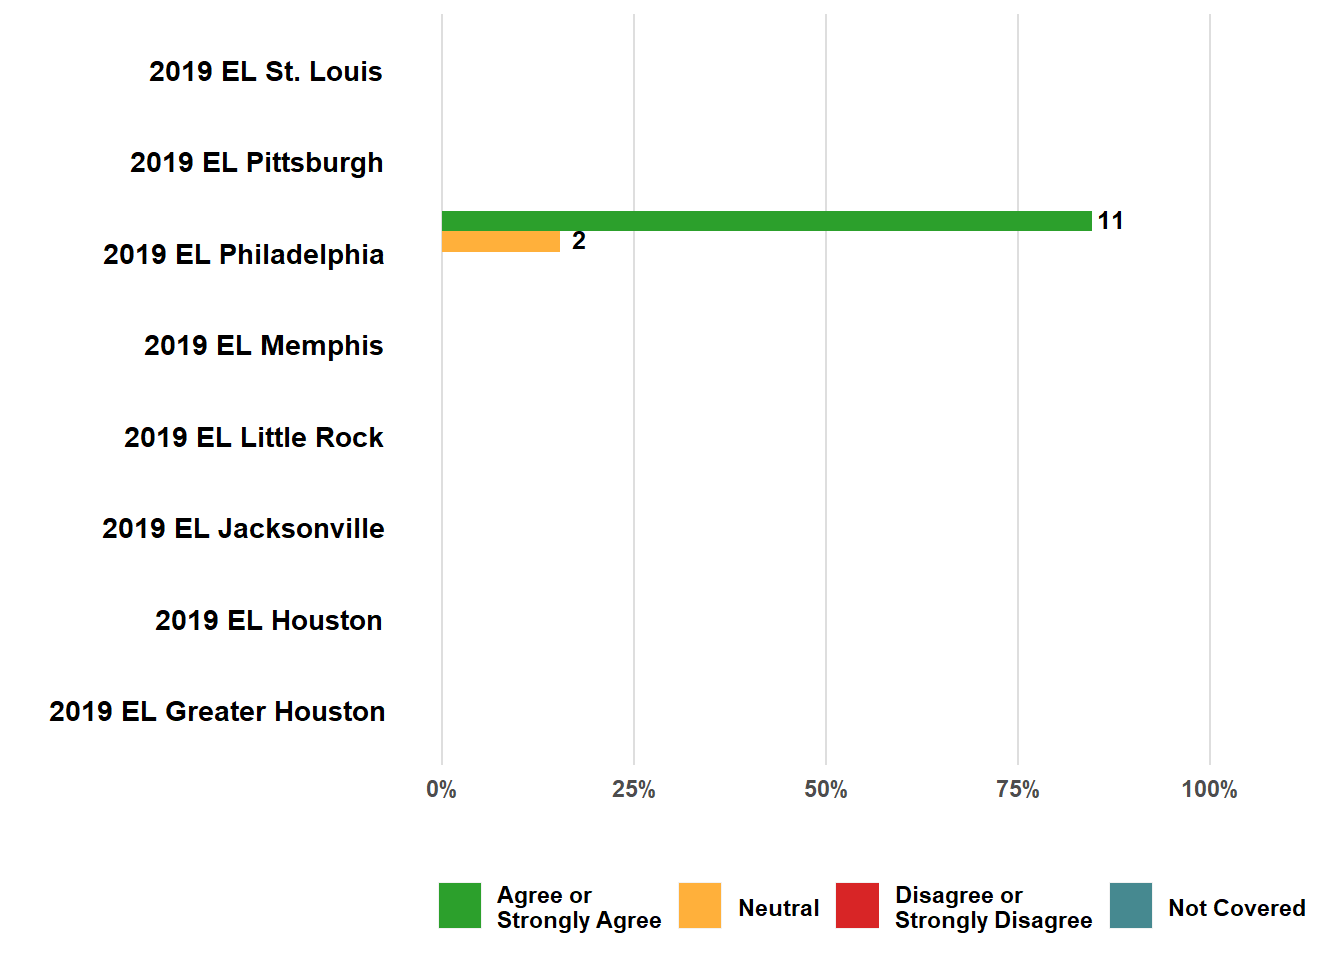 2019 EL St. Louis
2019 EL Pittsburgh
11
2
2019 EL Philadelphia
2019 EL Memphis
2019 EL Little Rock
2019 EL Jacksonville
2019 EL Houston
2019 EL Greater Houston
0% 25% 50% 75% 100%
Agree or
Strongly Agree
Neutral
Disagree or
Strongly Disagree
Not Covered